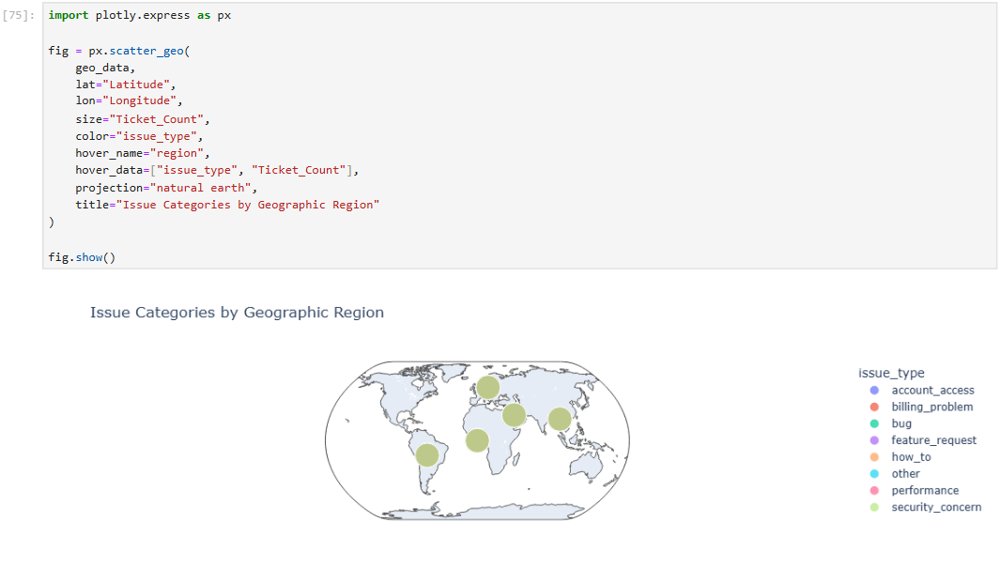 [75]: import plotly.express as px
fig = px.scatter_geo(
geo_data,
lat="Latitude",
lon="Longitude",
size="Ticket_Count",
color="issue_type",
hover_name="region",
hover_data=["issue_type", "Ticket_Count"],
projection="natural earth",
title="Issue Categories by Geographic Region"
)
fig.show()
Issue Categories by Geographic Region
issue_type
account_access
billing_problem
bug
feature_request
how_to
other
performance
security_concern